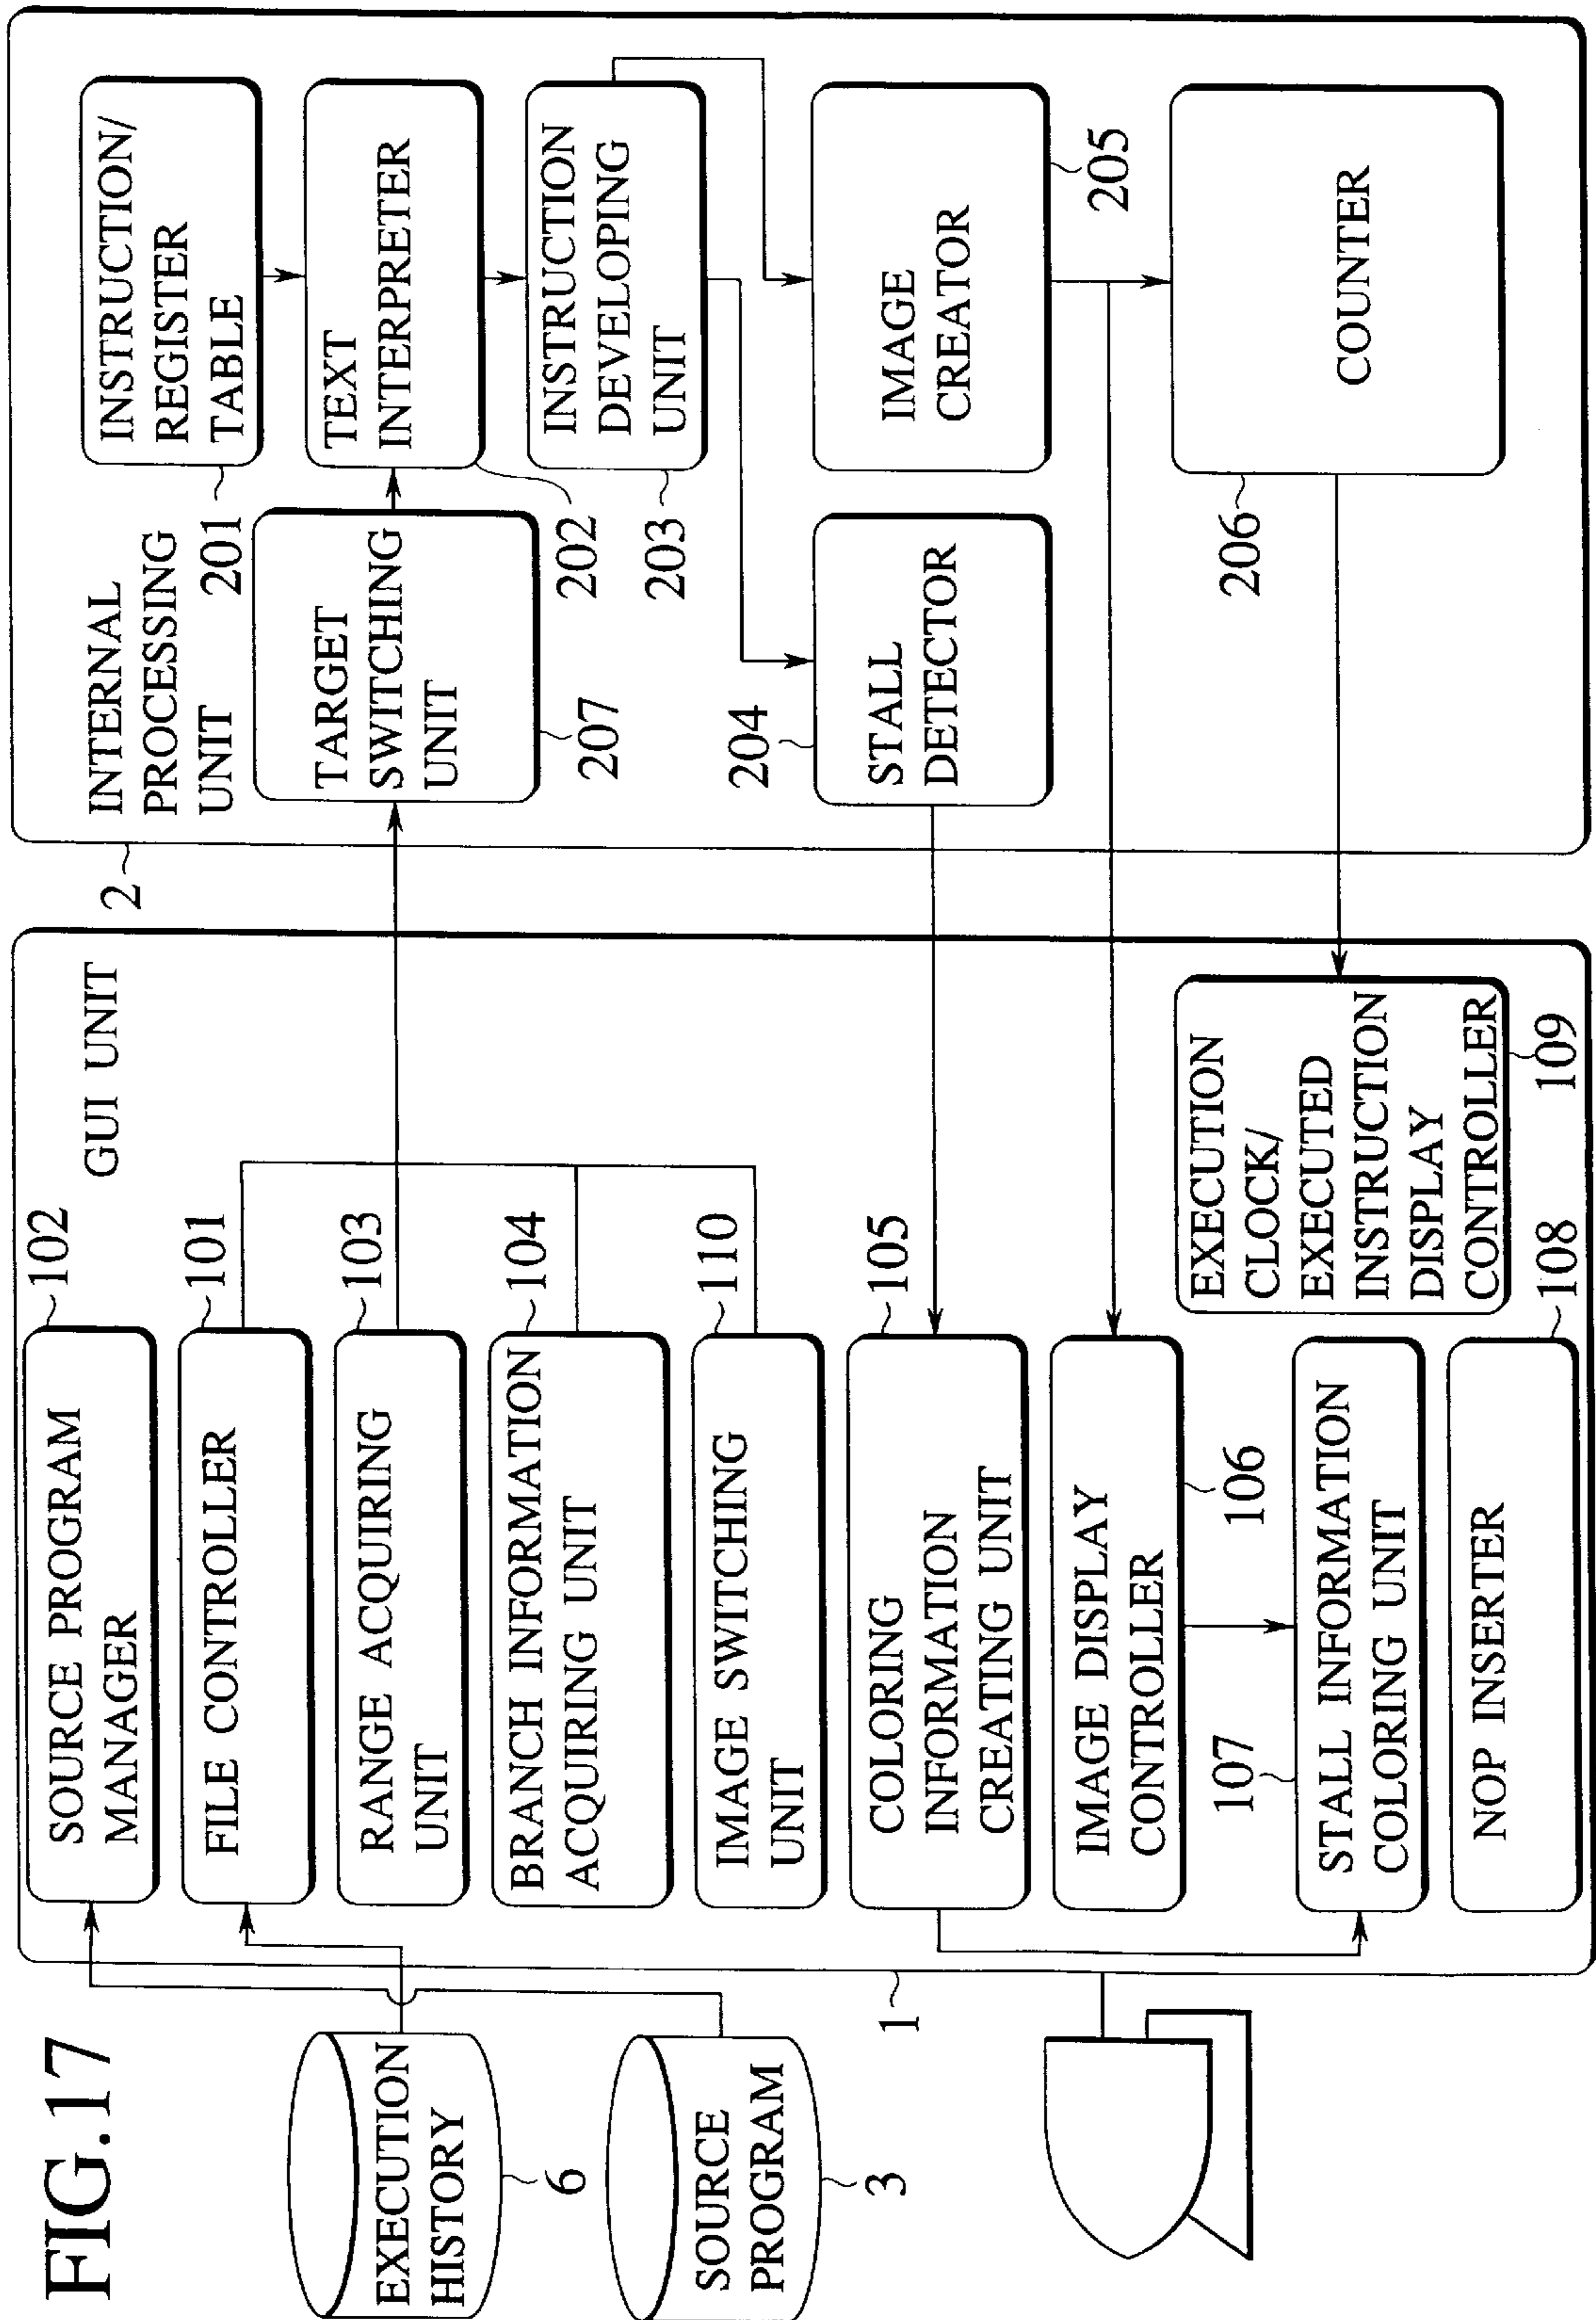 FIG.17
EXECUTION
HISTORY
6
SOURCE
PROGRAM
3
1
GUI UNIT
SOURCE PROGRAM
MANAGER
102
FILE CONTROLLER
101
RANGE ACQUIRING
UNIT
103
BRANCH INFORMATION
ACQUIRING UNIT
104
IMAGE SWITCHING
UNIT
110
COLORING
INFORMATION
CREATING UNIT
105
IMAGE DISPLAY
CONTROLLER
106
107
STALL INFORMATION
COLORING UNIT
NOP INSERTER
108
EXECUTION
CLOCK/
EXECUTED
INSTRUCTION
DISPLAY
CONTROLLER
109
2
INTERNAL
PROCESSING
UNIT
INSTRUCTION/
REGISTER
TABLE
201
TARGET
SWITCHING
UNIT
207
TEXT
INTERPRETER
202
INSTRUCTION
DEVELOPING
UNIT
203
204
STALL
DETECTOR
IMAGE
CREATOR
205
206
COUNTER